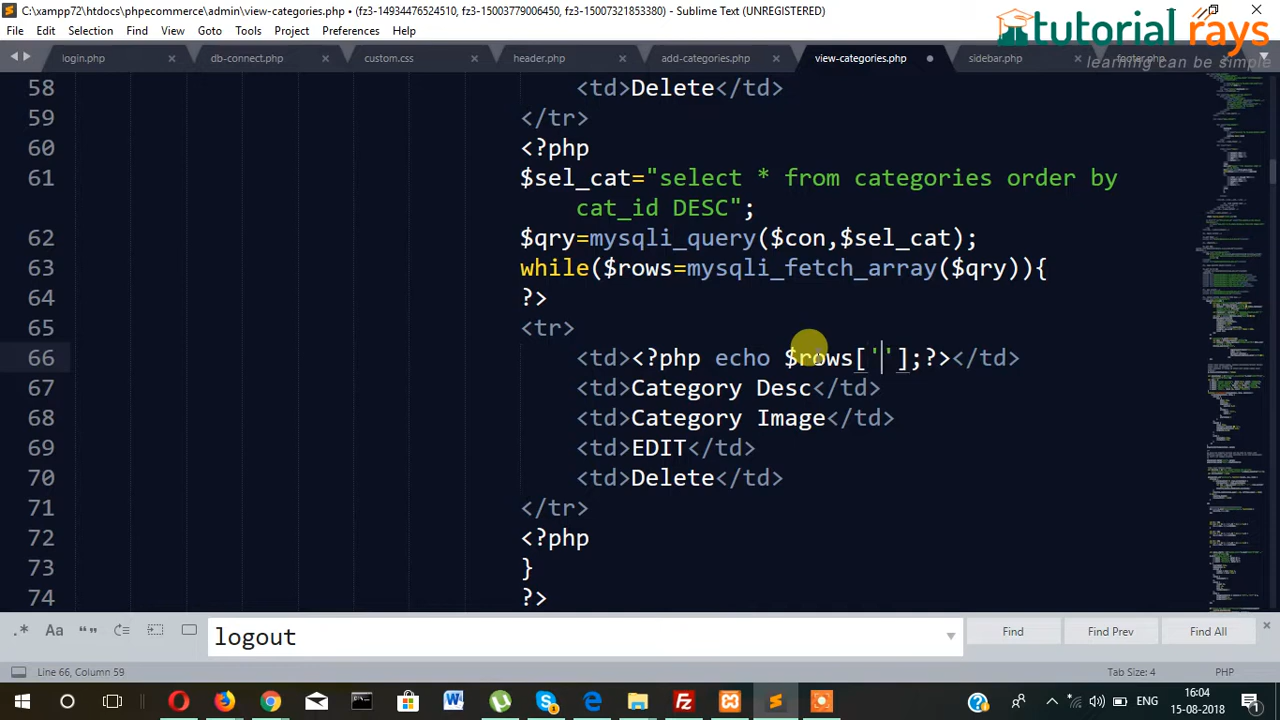 C:\xampp72\htdocs\phpecommerce\admin\view-categories.php • (fz3-14934476524510, fz3-15003779006450, fz3-15007321853380) - Sublime Text (UNREGISTERED)
tutorial rays
learning can be simple
File Edit Selection Find View Goto Tools Project Preferences Help
login.php db-connect.php custom.css header.php add-categories.php view-categories.php sidebar.php footer.php
58 <td>Delete</td>
59 </tr>
60 <?php
61 $sel_cat="select * from categories order by
cat_id DESC";
62 $qry=mysqli_query($con,$sel_cat);
63 while($rows=mysqli_fetch_array($qry)){
64 ?>
65 <tr>
66 <td><?php echo $rows[''];?><td>
67 <td>Category Desc</td>
68 <td>Category Image</td>
69 <td>EDIT</td>
70 <td>Delete</td>
71 </tr>
72 <?php
73 }
74 ?>
.* Aa “” logout Find Find Prev Find All
Line 66, Column 59 Tab Size: 4 PHP
ENG 16:04
15-08-2018